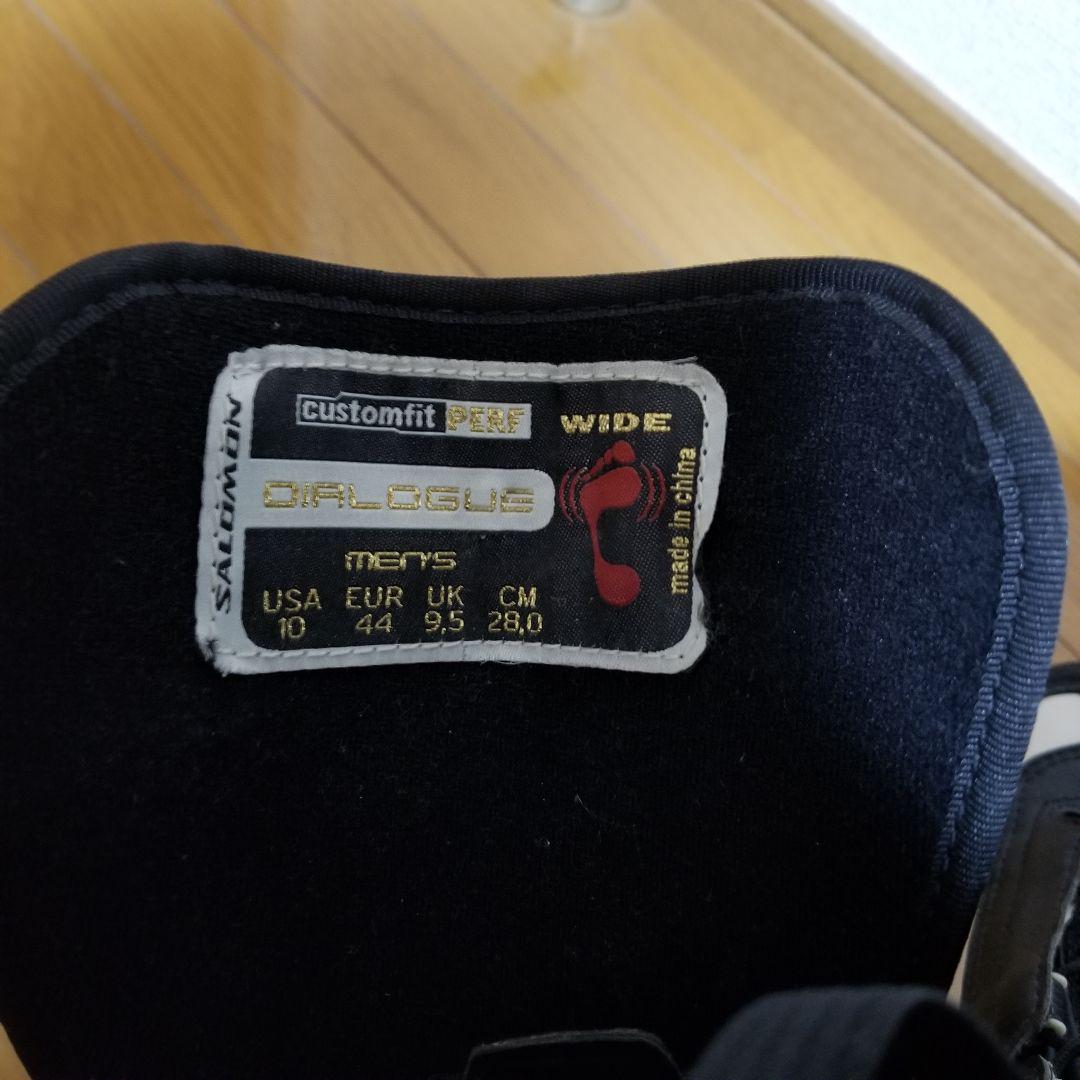 SALOMON
customfit PERF WIDE
DIALOGUE
men's
USA EUR UK CM
10 44 9,5 28,0
made in china